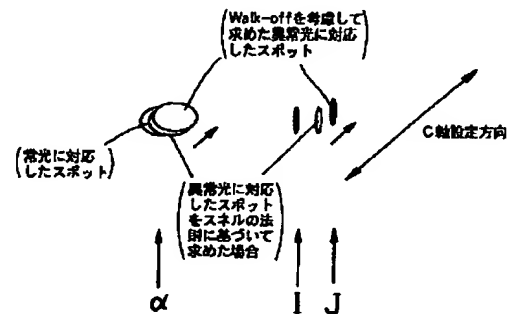 Walk-offを考慮して
求めた異常光に対応
したスポット
C軸設定方向
常光に対応
したスポット
異常光に対応
したスポット
をスネルの法
則に基づいて
求めた場合
α
I
J